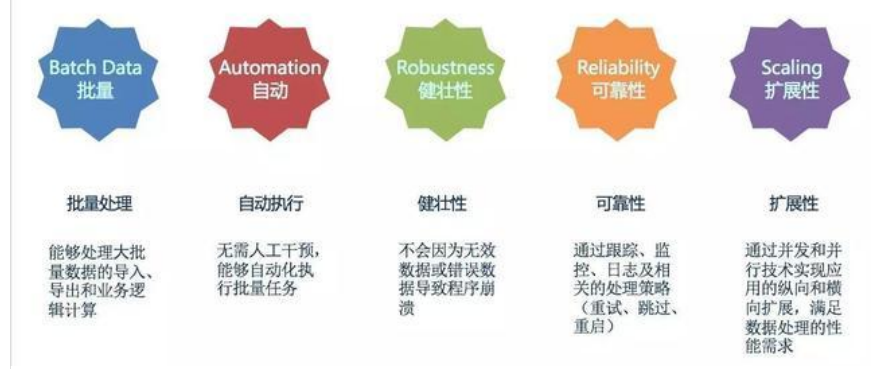 Batch Data
批量
Automation
自动
Robustness
健壮性
Reliability
可靠性
Scaling
扩展性
批量处理
能够处理大批
量数据的导入、
导出和业务逻
辑计算
自动执行
无需人工干预，
能够自动化执
行批量任务
健壮性
不会因为无效
数据或错误数
据导致程序崩
溃
可靠性
通过跟踪、监
控、日志及相
关的处理策略
（重试、跳过、
重启）
扩展性
通过并发和并
行技术实现应
用的纵向和横
向扩展，满足
数据处理的性
能需求